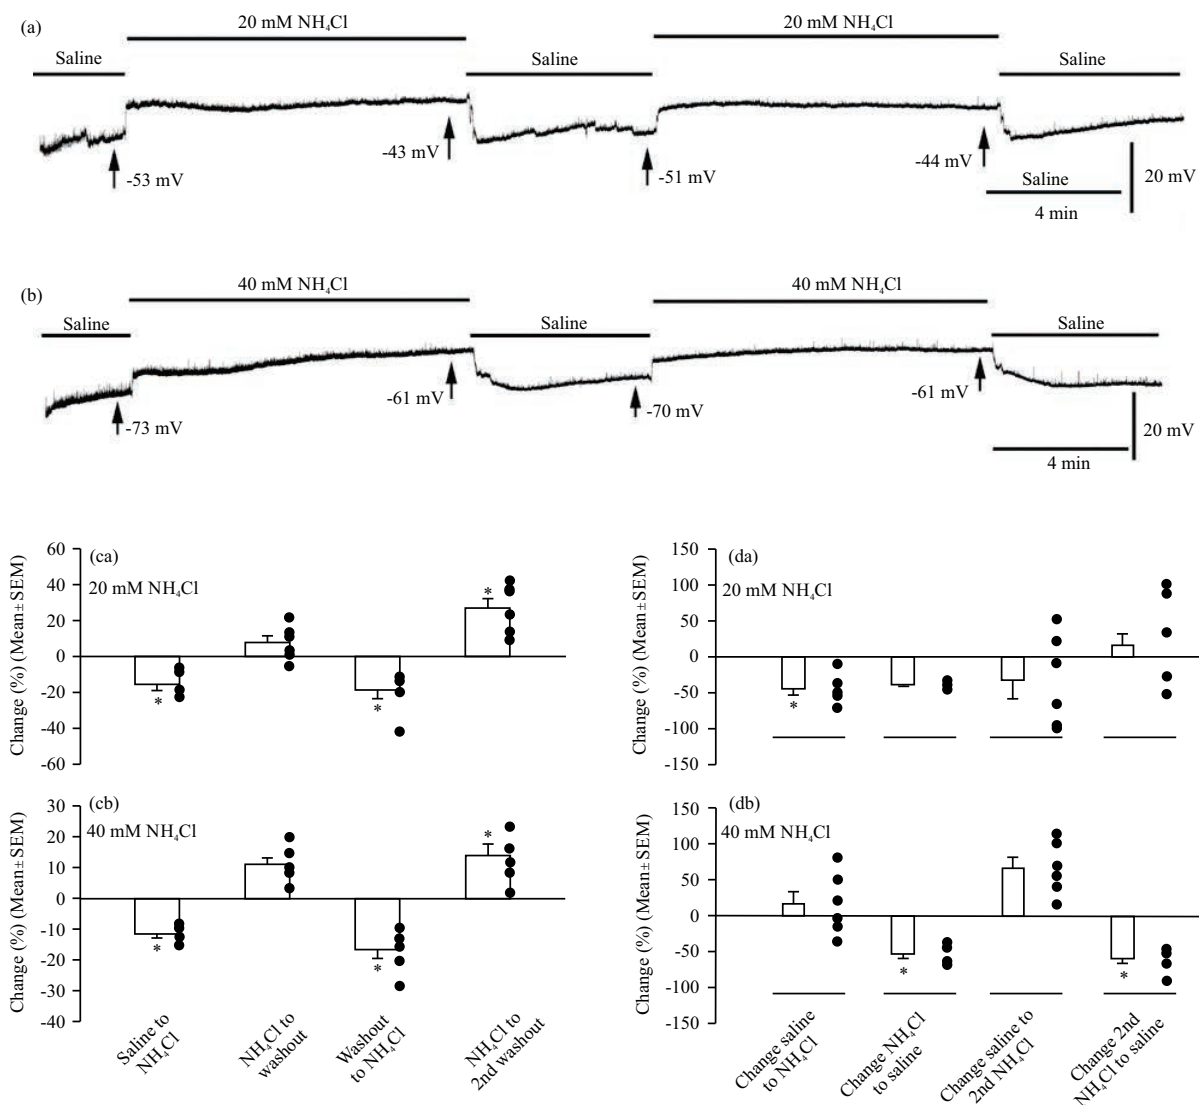 (a)
20 mM NH₄Cl
20 mM NH₄Cl
Saline
Saline
Saline
-53 mV
-43 mV
-51 mV
-44 mV
20 mV
Saline
4 min
(b)
40 mM NH₄Cl
40 mM NH₄Cl
Saline
Saline
Saline
-73 mV
-61 mV
-70 mV
-61 mV
20 mV
4 min
Change (%) (Mean±SEM)
60
40
20
0
-20
-40
-60
(ca)
20 mM NH₄Cl
*
*
*
Change (%) (Mean±SEM)
150
100
50
0
-50
-100
-150
(da)
20 mM NH₄Cl
*
Change (%) (Mean±SEM)
30
20
10
0
-10
-20
-30
-40
(cb)
40 mM NH₄Cl
*
*
*
Saline to
NH₄Cl
NH₄Cl to
washout
Washout
to NH₄Cl
NH₄Cl to
2nd washout
Change (%) (Mean±SEM)
150
100
50
0
-50
-100
-150
(db)
40 mM NH₄Cl
*
*
Change saline
to NH₄Cl
Change NH₄Cl
to saline
Change saline to
2nd NH₄Cl
Change 2nd
NH₄Cl to saline